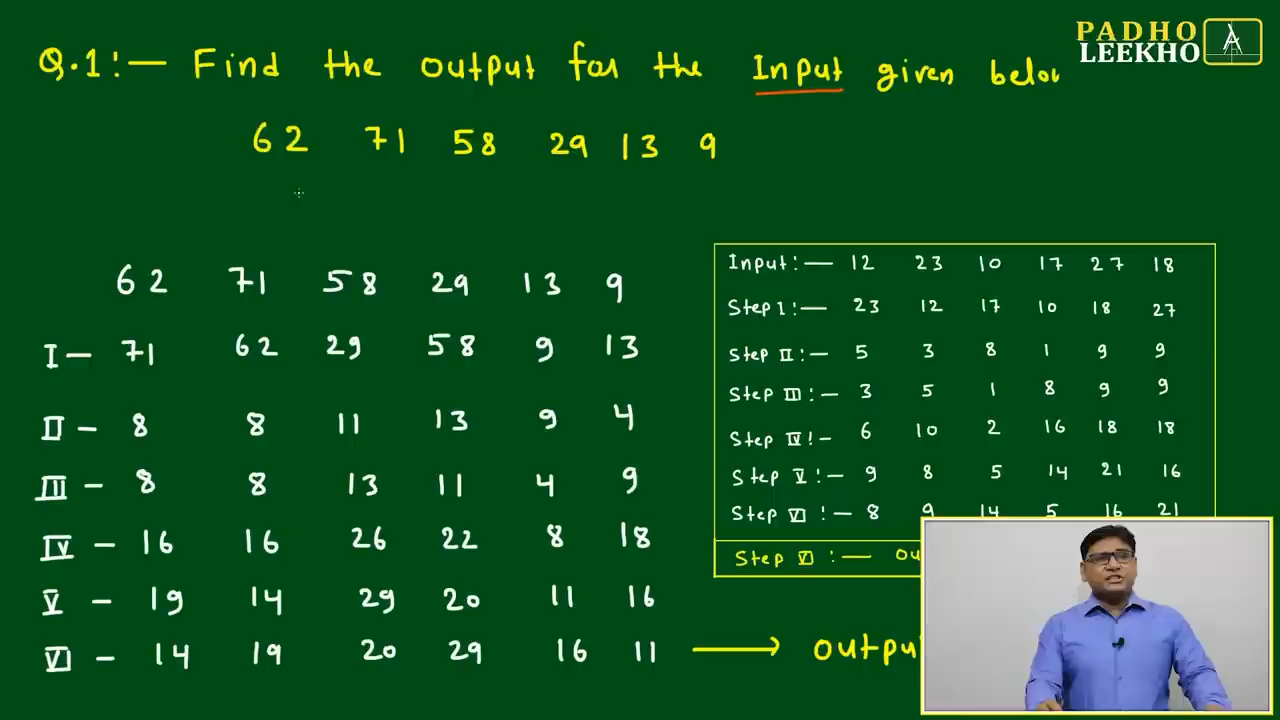 PADHO
LEEKHO
Q.1:— Find the output for the Input given
62 71 58 29 13 9
62 71 58 29 13 9
I— 71 62 29 58 9 13
II— 8 8 11 13 9 4
III— 8 8 13 11 4 9
IV— 16 16 26 22 8 18
V— 19 14 29 20 11 16
VI— 14 19 20 29 16 11 → output
Input:— 12 23 10 17 27 18
Step I:— 23 12 17 10 18 27
Step II:— 5 3 8 1 9 9
Step III:— 3 5 1 8 9 9
Step IV:- 6 10 2 16 18 18
Step V:— 9 8 5 14 21 16
Step VI:— 8 9 14 5 16 21
Step VI:— ou